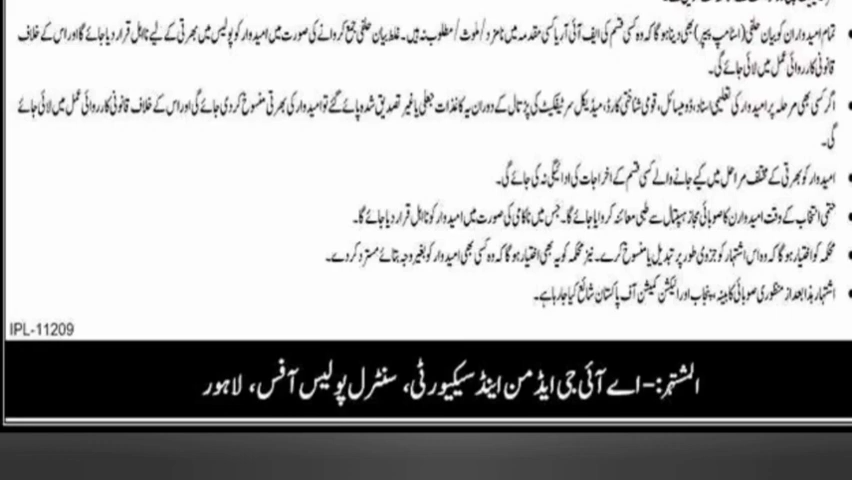 تمام امیدواران کو بیان حلفی (اسٹامپ پیپر) بھی دینا ہوگا کہ وہ کسی قسم کی ایف آئی آر یا کسی مقدمہ میں نامزد/ملوث/مطلوب نہ ہیں۔ غلط بیان حلفی جمع کروانے کی صورت میں امیدوار کو پولیس میں بھرتی کے لیے نااہل قرار دیا جائے گا اور اس کے خلاف
قانونی کارروائی عمل میں لائی جائے گی۔
اگر کسی بھی مرحلہ پر امیدوار کی تعلیمی اسناد، ڈومیسائل، قومی شناختی کارڈ، میڈیکل سرٹیفکیٹ کی پڑتال کے دوران یہ کاغذات جعلی یا غیر تصدیق شدہ پائے گئے تو امیدوار کی بھرتی منسوخ کر دی جائے گی اور اس کے خلاف قانونی کارروائی عمل میں لائی جائے
گی۔
امیدوار کو بھرتی کے مختلف مراحل میں کیے جانے والے کسی قسم کے اخراجات کی ادائیگی نہ کی جائے گی۔
حتمی انتخاب کے وقت امیدوارن کا صوبائی مجاز ہسپتال سے طبی معائنہ کروایا جائے گا۔ جس میں ناکامی کی صورت میں امیدوار کو نااہل قرار دیا جائے گا۔
محکمہ کو اختیار ہوگا کہ وہ اس اشتہار کو جزوی طور پر تبدیل یا منسوخ کرے۔ نیز محکمہ کو یہ بھی اختیار ہوگا کہ وہ کسی بھی امیدوار کو بغیر وجہ بتائے مسترد کر دے۔
اشتہار ہذا بعد از منظوری صوبائی کابینہ، پنجاب اور الیکشن کمیشن آف پاکستان شائع کیا جا رہا ہے۔
IPL-11209
المشتہر:- اے آئی جی ایڈمن اینڈ سیکیورٹی، سنٹرل پولیس آفس، لاہور